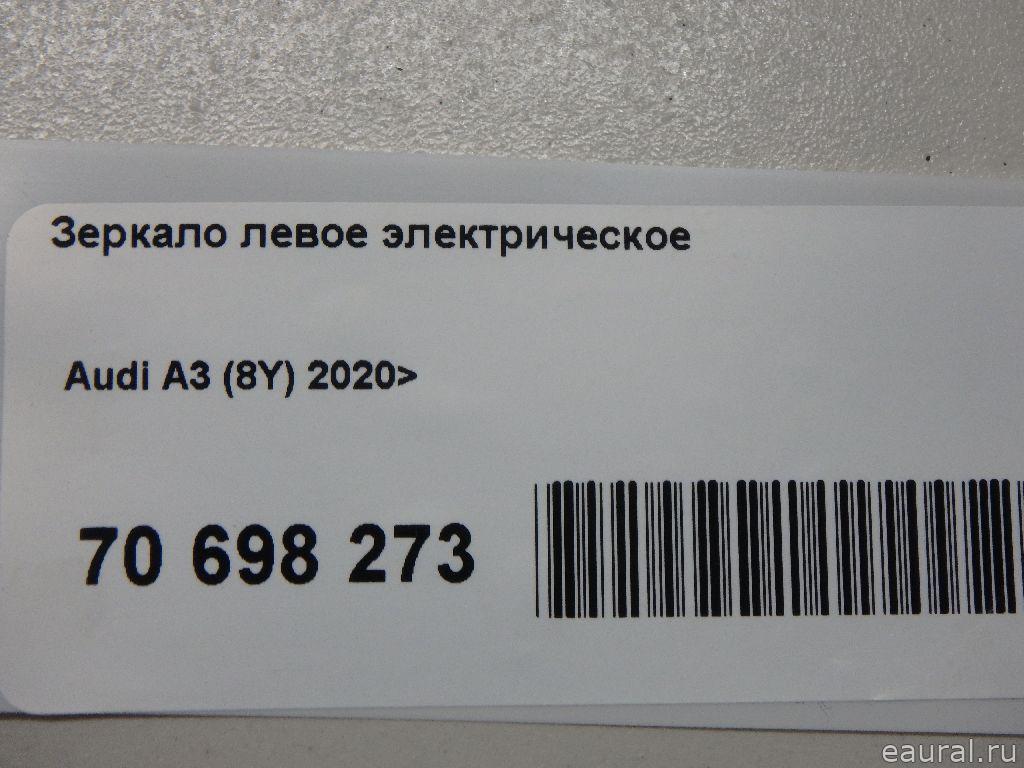 Зеркало левое электрическое
Audi A3 (8Y) 2020>
70 698 273
eaural.ru